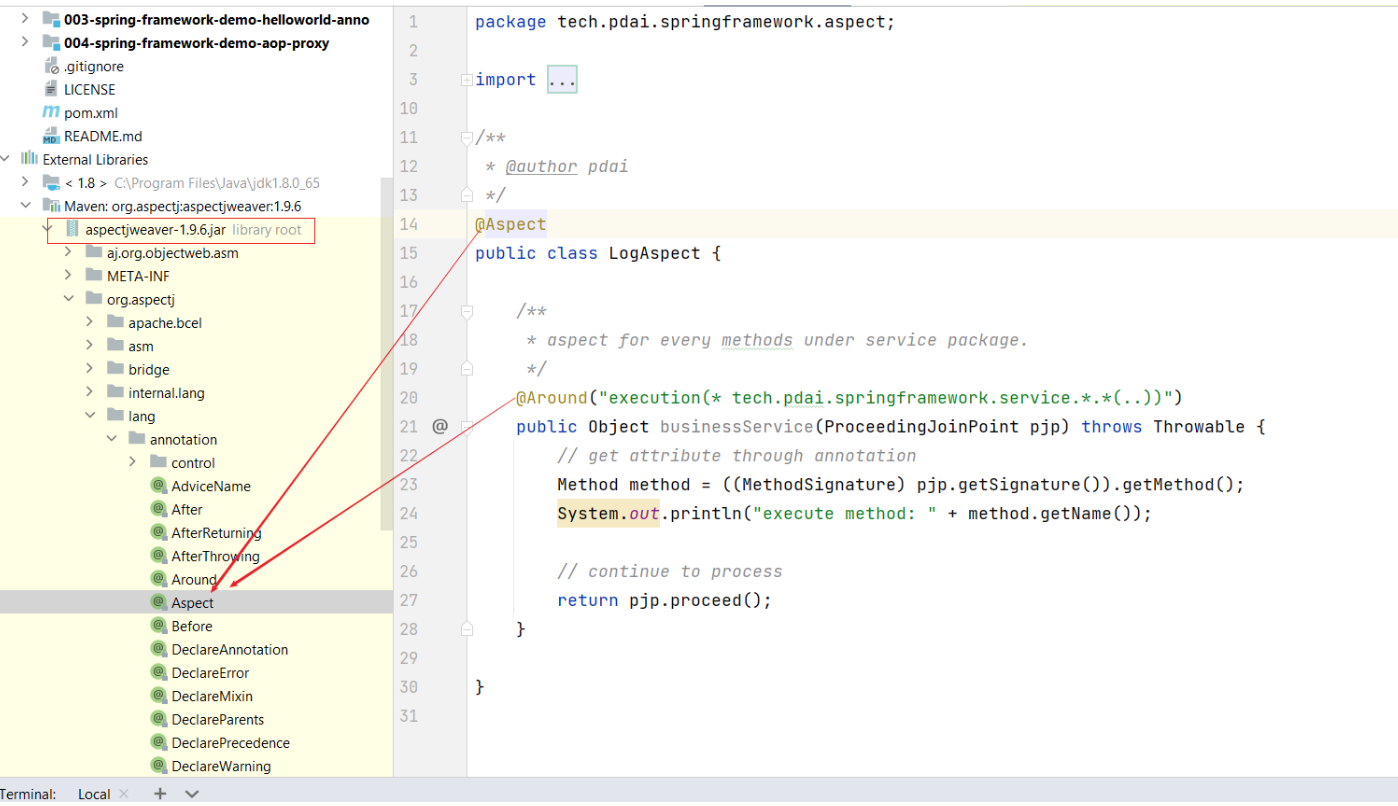 003-spring-framework-demo-helloworld-anno
004-spring-framework-demo-aop-proxy
.gitignore
LICENSE
pom.xml
README.md
External Libraries
< 1.8 > C:\Program Files\Java\jdk1.8.0_65
Maven: org.aspectj:aspectjweaver:1.9.6
aspectjweaver-1.9.6.jar library root
aj.org.objectweb.asm
META-INF
org.aspectj
apache.bcel
asm
bridge
internal.lang
lang
annotation
control
AdviceName
After
AfterReturning
AfterThrowing
Around
Aspect
Before
DeclareAnnotation
DeclareError
DeclareMixin
DeclareParents
DeclarePrecedence
DeclareWarning
1 package tech.pdai.springframework.aspect;
2
3 import ...
10
11 /**
12 * @author pdai
13 */
14 @Aspect
15 public class LogAspect {
16
17 /**
18 * aspect for every methods under service package.
19 */
20 @Around("execution(* tech.pdai.springframework.service.*.*(..))")
21 @ public Object businessService(ProceedingJoinPoint pjp) throws Throwable {
22 // get attribute through annotation
23 Method method = ((MethodSignature) pjp.getSignature()).getMethod();
24 System.out.println("execute method: " + method.getName());
25
26 // continue to process
27 return pjp.proceed();
28 }
29
30 }
31
Terminal: Local × +